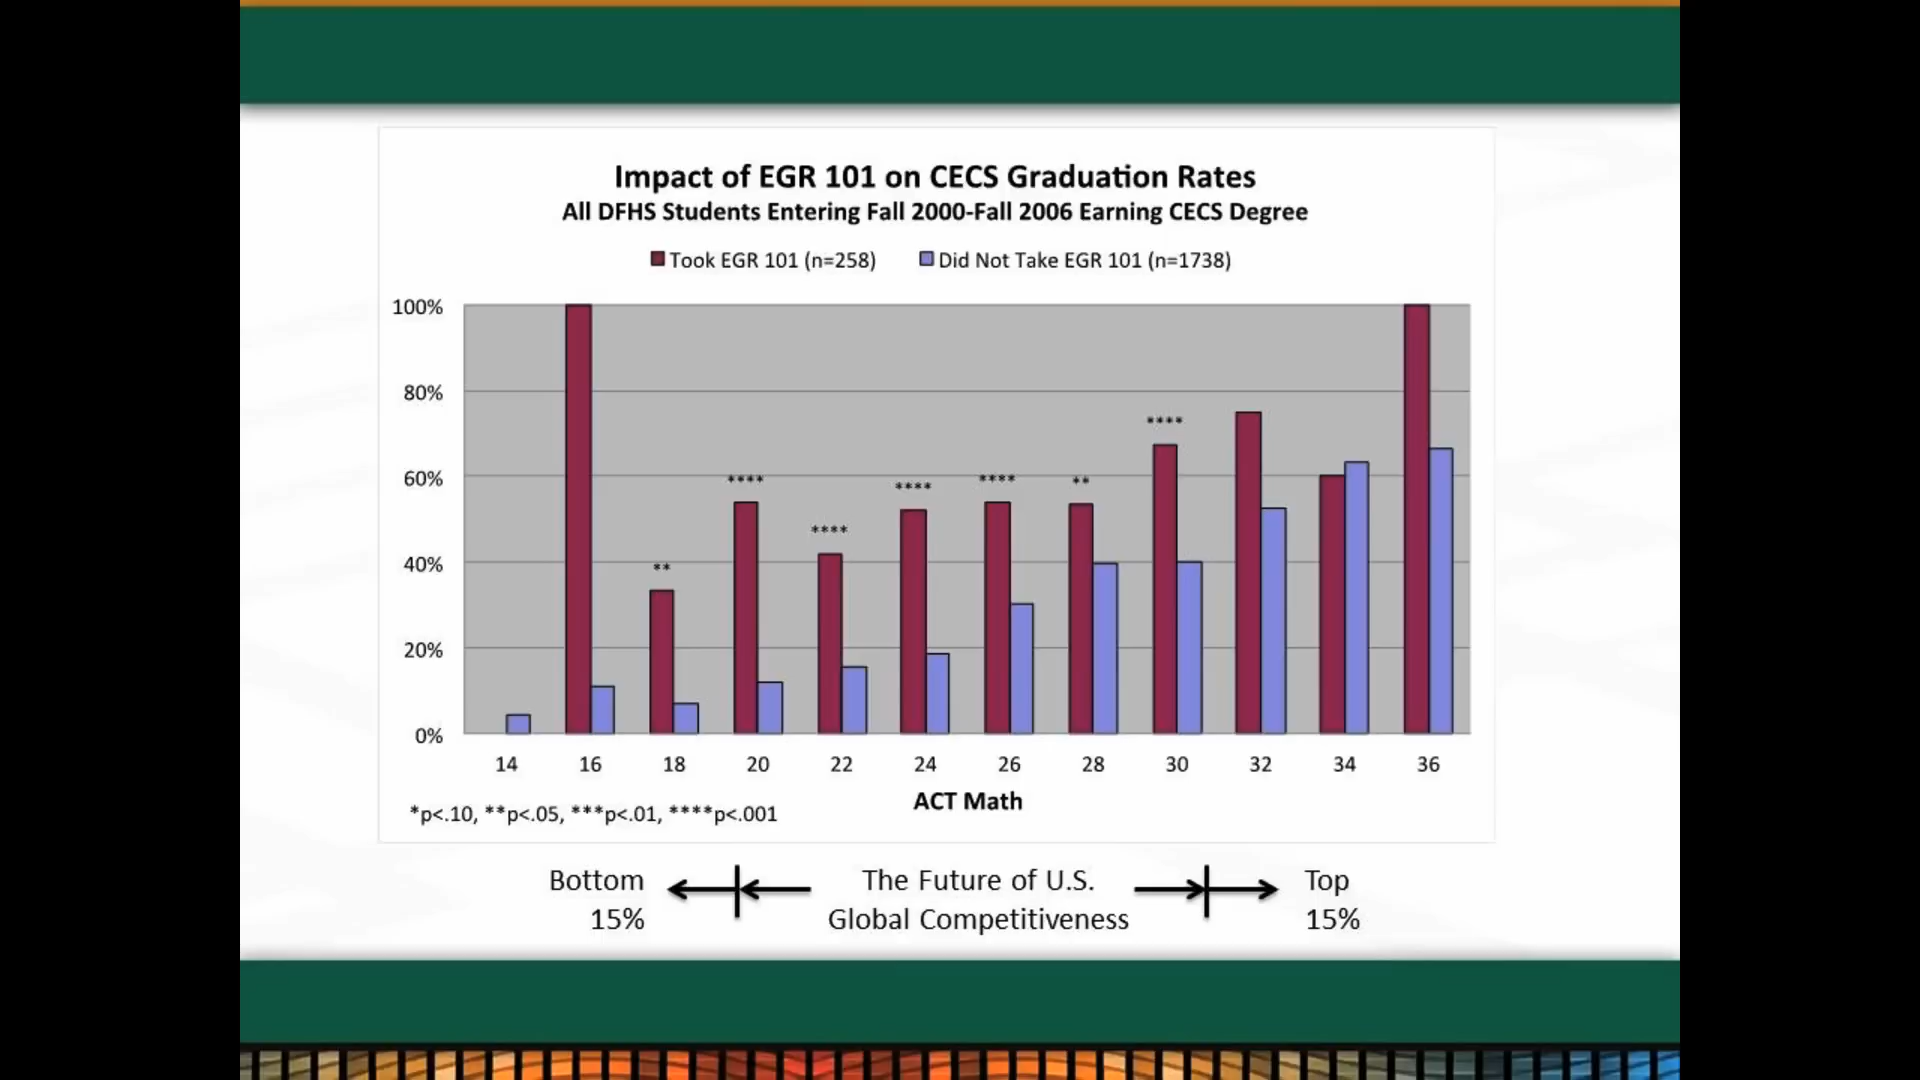 Impact of EGR 101 on CECS Graduation Rates
All DFHS Students Entering Fall 2000-Fall 2006 Earning CECS Degree
Took EGR 101 (n=258) Did Not Take EGR 101 (n=1738)
100%
80%
60%
40%
20%
0%
****
****
**
****
****
****
**
****
14 16 18 20 22 24 26 28 30 32 34 36
ACT Math
*p<.10, **p<.05, ***p<.01, ****p<.001
Bottom
15%
The Future of U.S.
Global Competitiveness
Top
15%